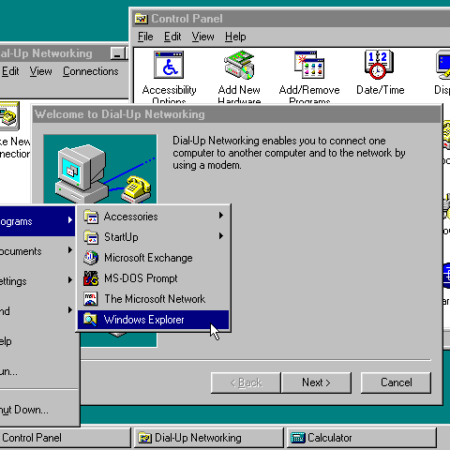 Control Panel
File Edit View Help
Accessibility
Options
Add New
Hardware
Add/Remove
Programs
Date/Time
Disp
al-Up Networking
Edit View Connections
ke New
nnection
Welcome to Dial-Up Networking
Dial-Up Networking enables you to connect one
computer to another computer and to the network by
using a modem.
ograms
ocuments
ettings
nd
elp
un...
hut Down...
Accessories
StartUp
Microsoft Exchange
MS-DOS Prompt
The Microsoft Network
Windows Explorer
< Back
Next >
Cancel
Control Panel
Dial-Up Networking
Calculator